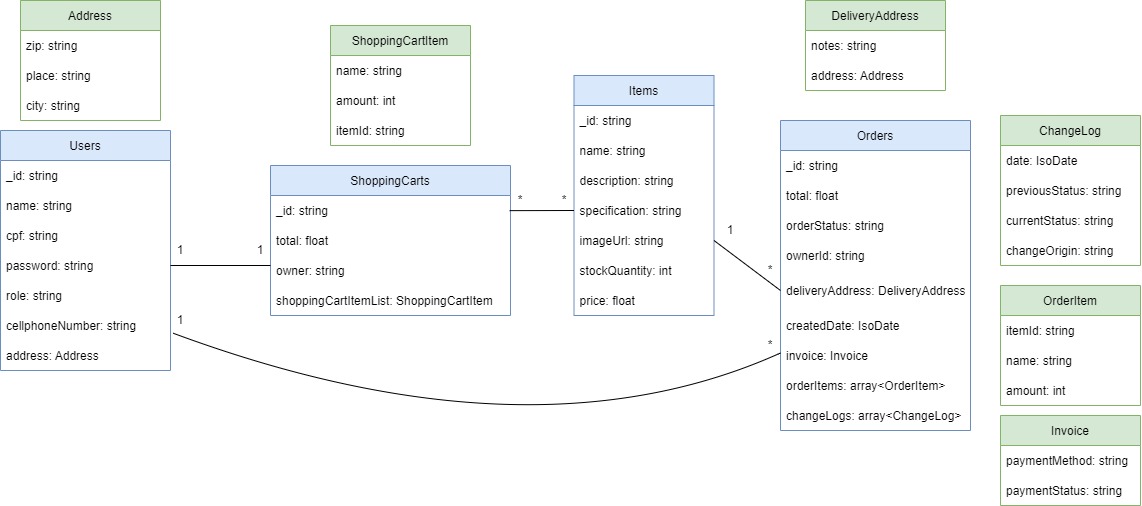 Address
zip: string
place: string
city: string
ShoppingCartItem
name: string
amount: int
itemId: string
DeliveryAddress
notes: string
address: Address
Users
_id: string
name: string
cpf: string
password: string
role: string
cellphoneNumber: string
address: Address
1
1
1
ShoppingCarts
_id: string
total: float
owner: string
shoppingCartItemList: ShoppingCartItem
*
*
Items
_id: string
name: string
description: string
specification: string
imageUrl: string
stockQuantity: int
price: float
1
*
*
Orders
_id: string
total: float
orderStatus: string
ownerId: string
deliveryAddress: DeliveryAddress
createdDate: IsoDate
invoice: Invoice
orderItems: array<OrderItem>
changeLogs: array<ChangeLog>
ChangeLog
date: IsoDate
previousStatus: string
currentStatus: string
changeOrigin: string
OrderItem
itemId: string
name: string
amount: int
Invoice
paymentMethod: string
paymentStatus: string